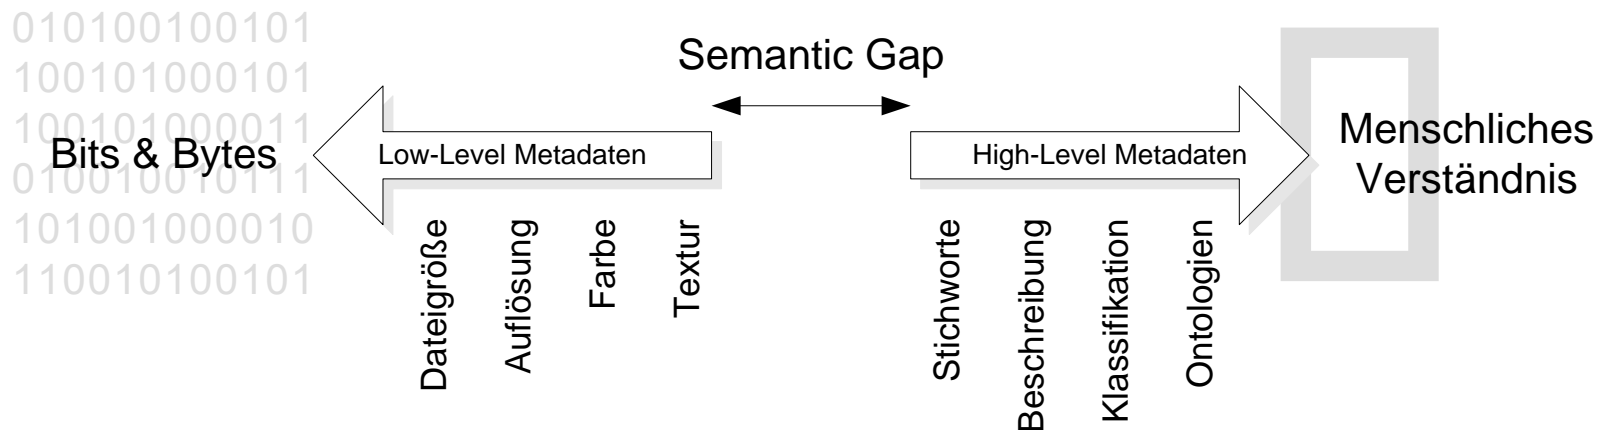 010100100101
100101000101
100101000011
010010010111
101001000010
110010100101
Bits & Bytes
Low-Level Metadaten
Semantic Gap
High-Level Metadaten
Menschliches
Verständnis
Dateigröße
Auflösung
Farbe
Textur
Stichworte
Beschreibung
Klassifikation
Ontologien